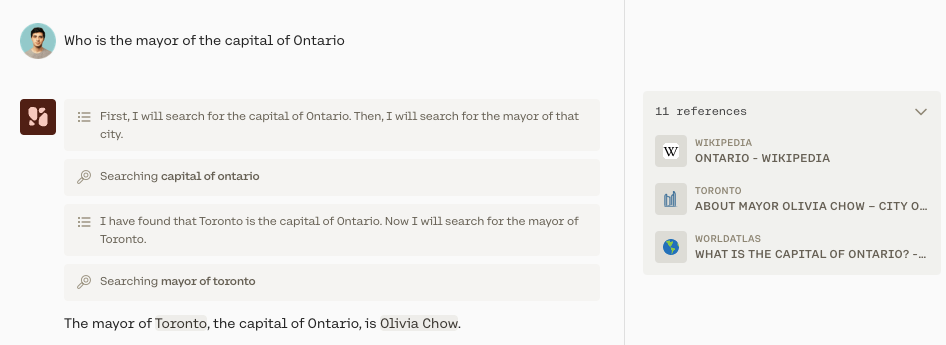 Who is the mayor of the capital of Ontario
First, I will search for the capital of Ontario. Then, I will search for the mayor of that
city.
Searching capital of ontario
I have found that Toronto is the capital of Ontario. Now I will search for the mayor of
Toronto.
Searching mayor of toronto
The mayor of Toronto, the capital of Ontario, is Olivia Chow.
11 references
W
WIKIPEDIA
ONTARIO - WIKIPEDIA
TORONTO
ABOUT MAYOR OLIVIA CHOW – CITY O...
WORLDATLAS
WHAT IS THE CAPITAL OF ONTARIO? -...